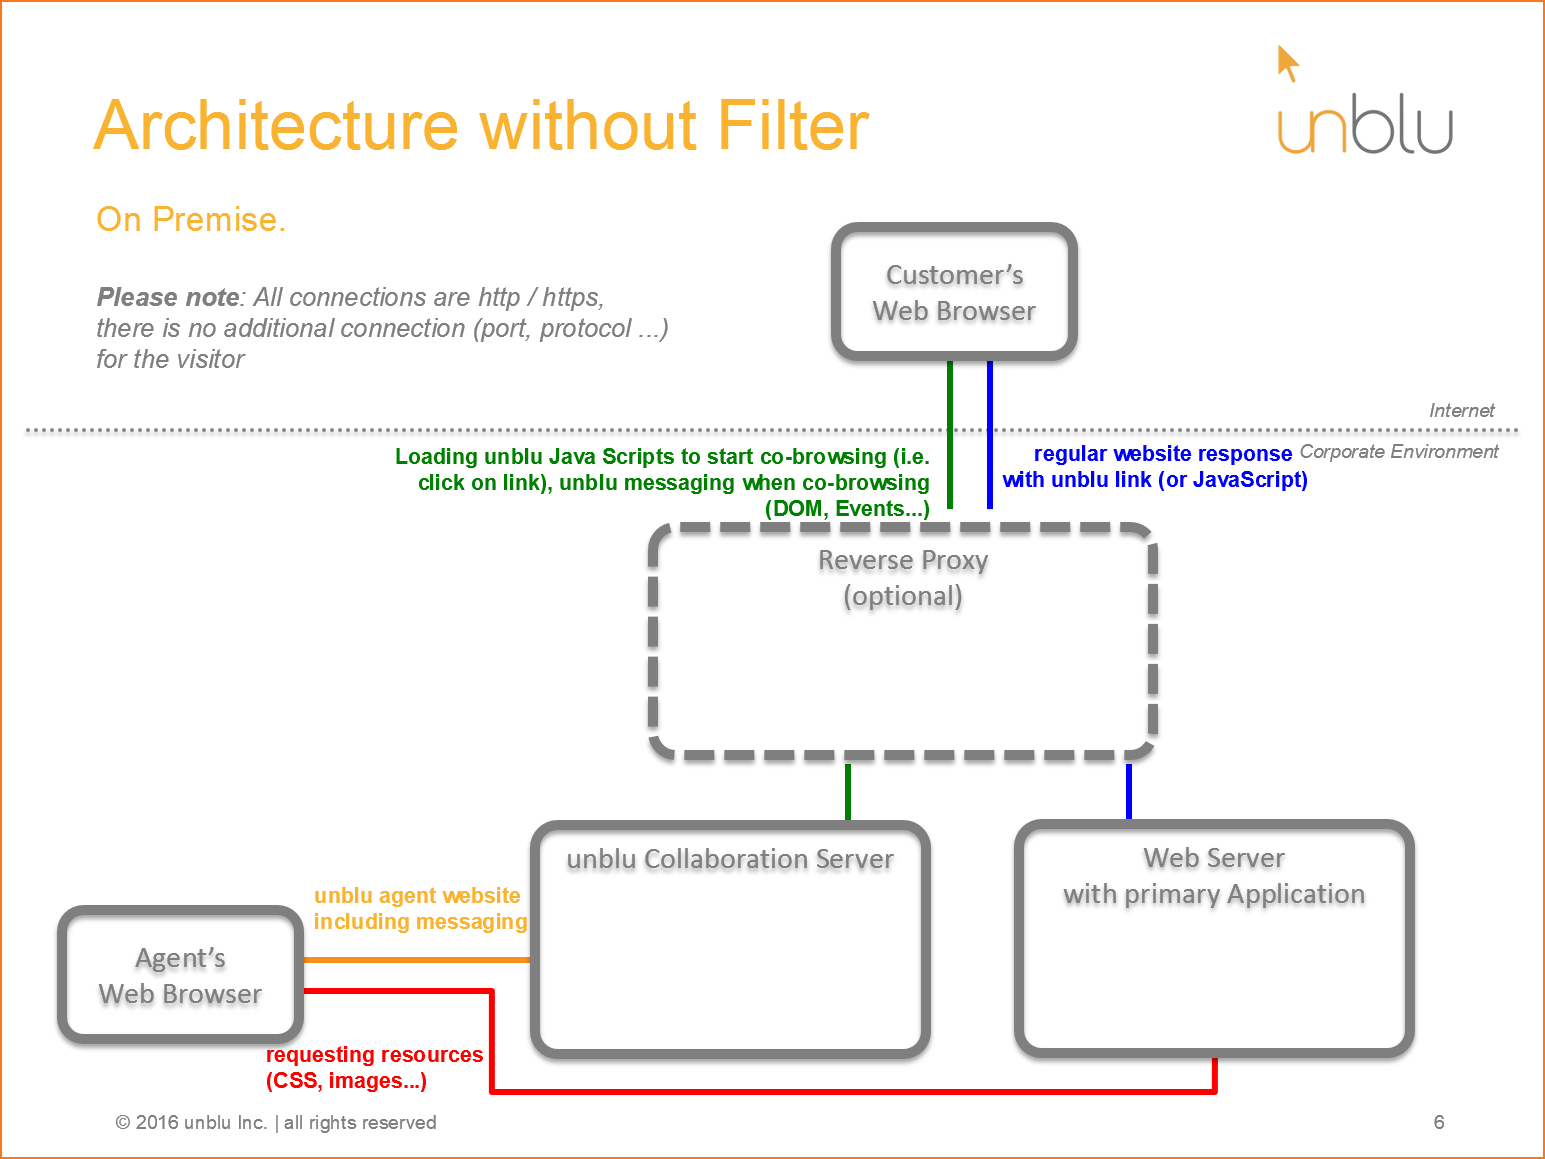 unblu
Architecture without Filter
On Premise.
Please note: All connections are http / https,
there is no additional connection (port, protocol ...)
for the visitor
Customer’s
Web Browser
Internet
Corporate Environment
Loading unblu Java Scripts to start co-browsing (i.e.
click on link), unblu messaging when co-browsing
(DOM, Events...)
regular website response
with unblu link (or JavaScript)
Reverse Proxy
(optional)
unblu Collaboration Server
Web Server
with primary Application
unblu agent website
including messaging
Agent’s
Web Browser
requesting resources
(CSS, images...)
© 2016 unblu Inc. | all rights reserved
6